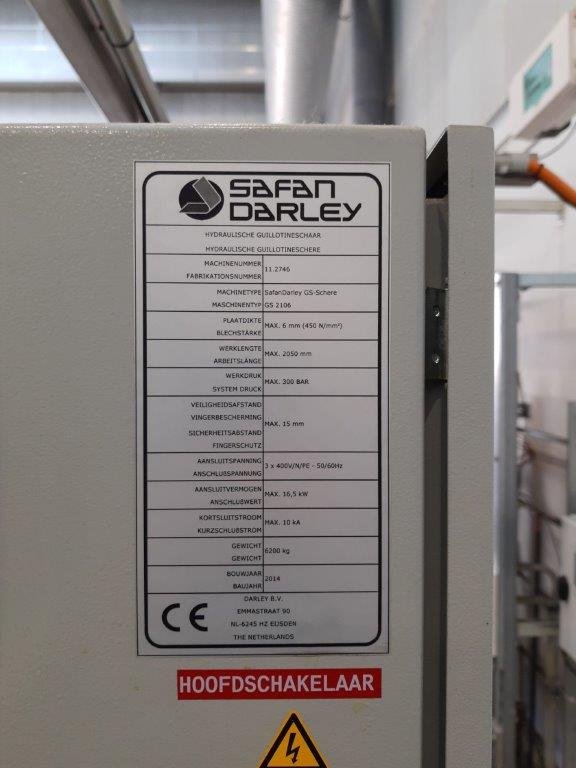 SAFAN
DARLEY
HYDRAULISCHE GUILLOTINESCHAAR
HYDRAULISCHE GUILLOTINESCHERE
MACHINENUMMER
FABRIKATIONSNUMMER
11.2746
MACHINETYPE
MASCHINENTYP
SafanDarley GS-Schere
GS 2106
PLAATDIKTE
BLECHSTÄRKE
MAX. 6 mm (450 N/mm²)
WERKLENGTE
ARBEITSLÄNGE
MAX. 2050 mm
WERKDRUK
SYSTEM DRUCK
MAX. 300 BAR
VEILIGHEIDSAFSTAND
VINGERBESCHERMING
SICHERHEITSABSTAND
FINGERSCHUTZ
MAX. 15 mm
AANSLUITSPANNING
ANSCHLUßSPANNUNG
3 x 400V/N/PE - 50/60Hz
AANSLUITVERMOGEN
ANSCHLUßWERT
MAX. 16,5 kW
KORTSLUITSTROOM
KURZSCHLUßSTROM
MAX. 10 kA
GEWICHT
GEWICHT
6200 kg
BOUWJAAR
BAUJAHR
2014
CE
DARLEY B.V.
EMMASTRAAT 90
NL-6245 HZ EIJSDEN
THE NETHERLANDS
HOOFDSCHAKELAAR